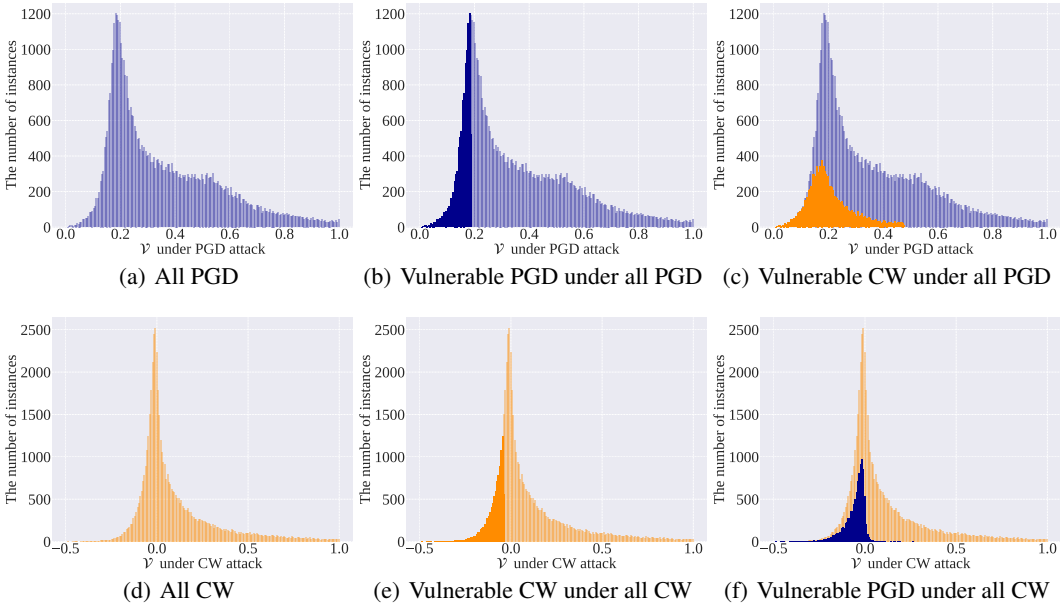 The number of instances
1200
1000
800
600
400
200
0
0.0 0.2 0.4 0.6 0.8 1.0
𝒱 under PGD attack
(a) All PGD
The number of instances
1200
1000
800
600
400
200
0
0.0 0.2 0.4 0.6 0.8 1.0
𝒱 under PGD attack
(b) Vulnerable PGD under all PGD
The number of instances
1200
1000
800
600
400
200
0
0.0 0.2 0.4 0.6 0.8 1.0
𝒱 under PGD attack
(c) Vulnerable CW under all PGD
The number of instances
2500
2000
1500
1000
500
0
−0.5 0.0 0.5 1.0
𝒱 under CW attack
(d) All CW
The number of instances
2500
2000
1500
1000
500
0
−0.5 0.0 0.5 1.0
𝒱 under CW attack
(e) Vulnerable CW under all CW
The number of instances
2500
2000
1500
1000
500
0
−0.5 0.0 0.5 1.0
𝒱 under CW attack
(f) Vulnerable PGD under all CW